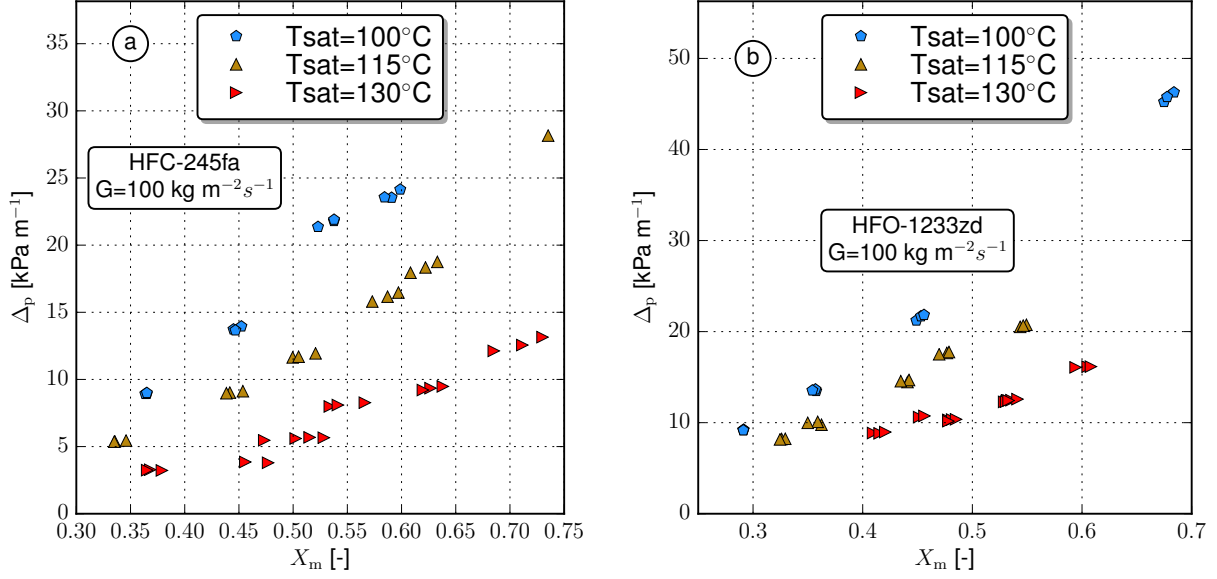 a
Tsat=100°C
Tsat=115°C
Tsat=130°C
HFC-245fa
G=100 kg m⁻²s⁻¹
35
30
25
20
15
10
5
0
Δp [kPa m⁻¹]
0.30 0.35 0.40 0.45 0.50 0.55 0.60 0.65 0.70 0.75
Xm [-]
b
Tsat=100°C
Tsat=115°C
Tsat=130°C
HFO-1233zd
G=100 kg m⁻²s⁻¹
50
40
30
20
10
0
Δp [kPa m⁻¹]
0.3 0.4 0.5 0.6 0.7
Xm [-]